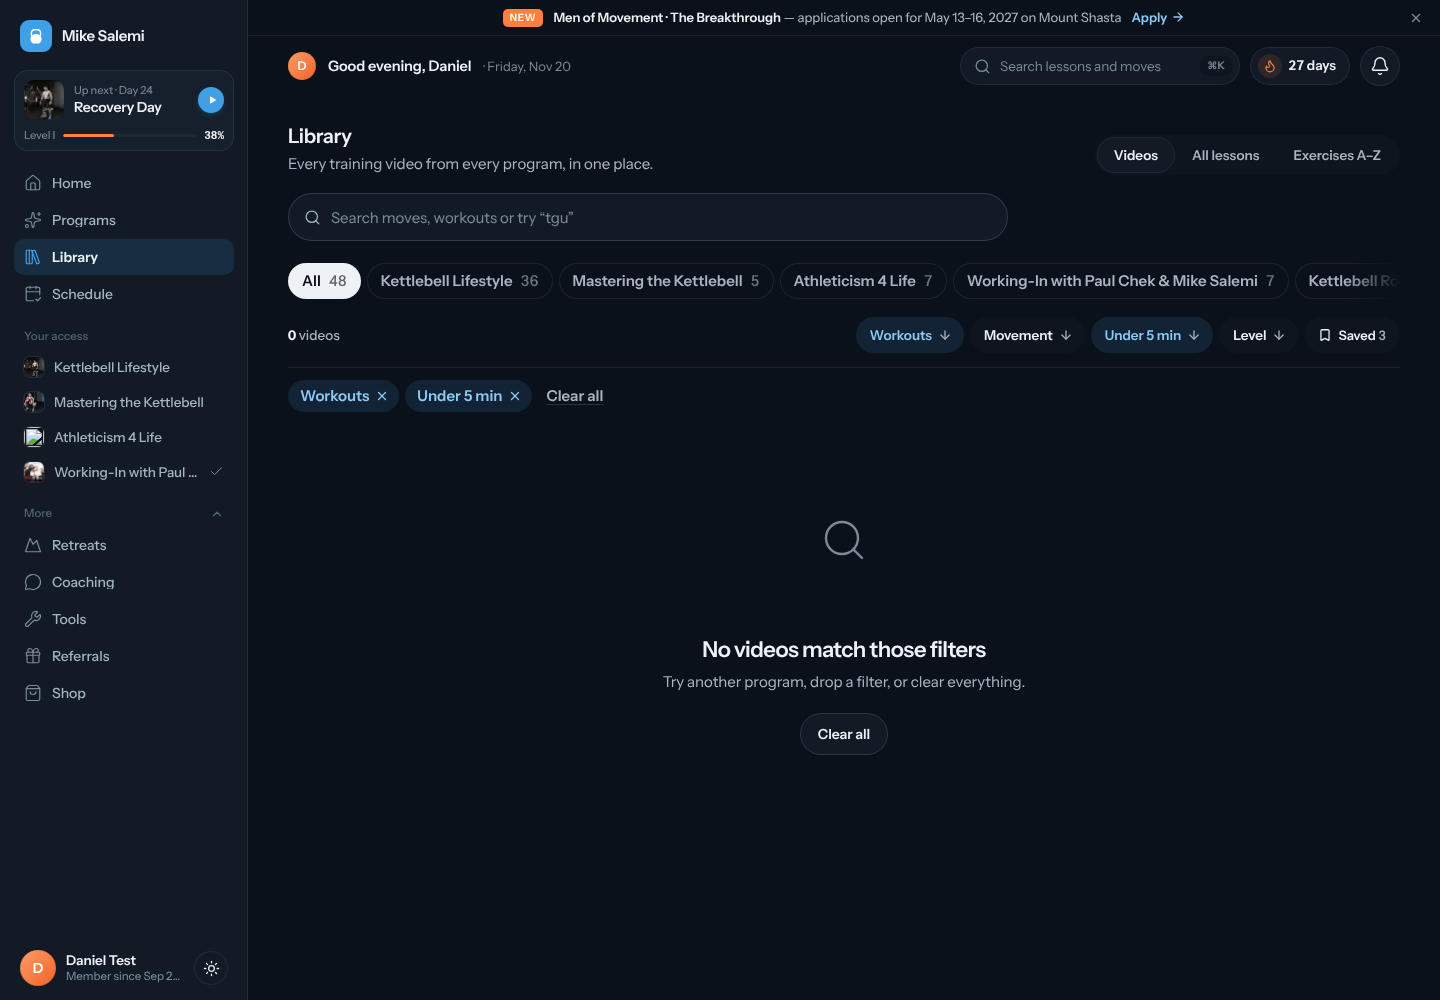 NEW Men of Movement · The Breakthrough — applications open for May 13–16, 2027 on Mount Shasta Apply →
Mike Salemi
Up next · Day 24
Recovery Day
Level I 38%
Home
Programs
Library
Schedule
Your access
Kettlebell Lifestyle
Mastering the Kettlebell
Athleticism 4 Life
Working-In with Paul ...
More
Retreats
Coaching
Tools
Referrals
Shop
D
Daniel Test
Member since Sep 2...
D Good evening, Daniel · Friday, Nov 20
Search lessons and moves ⌘K
27 days
Library
Every training video from every program, in one place.
Videos All lessons Exercises A–Z
Search moves, workouts or try “tgu”
All 48 Kettlebell Lifestyle 36 Mastering the Kettlebell 5 Athleticism 4 Life 7 Working-In with Paul Chek & Mike Salemi 7 Kettlebell Ro
0 videos
Workouts ↓ Movement ↓ Under 5 min ↓ Level ↓ Saved 3
Workouts × Under 5 min × Clear all
No videos match those filters
Try another program, drop a filter, or clear everything.
Clear all